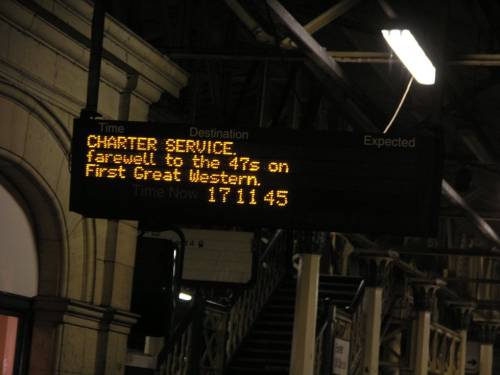 Time Destination Expected
CHARTER SERVICE.
farewell to the 47s on
First Great Western.
Time Now 17 11 45